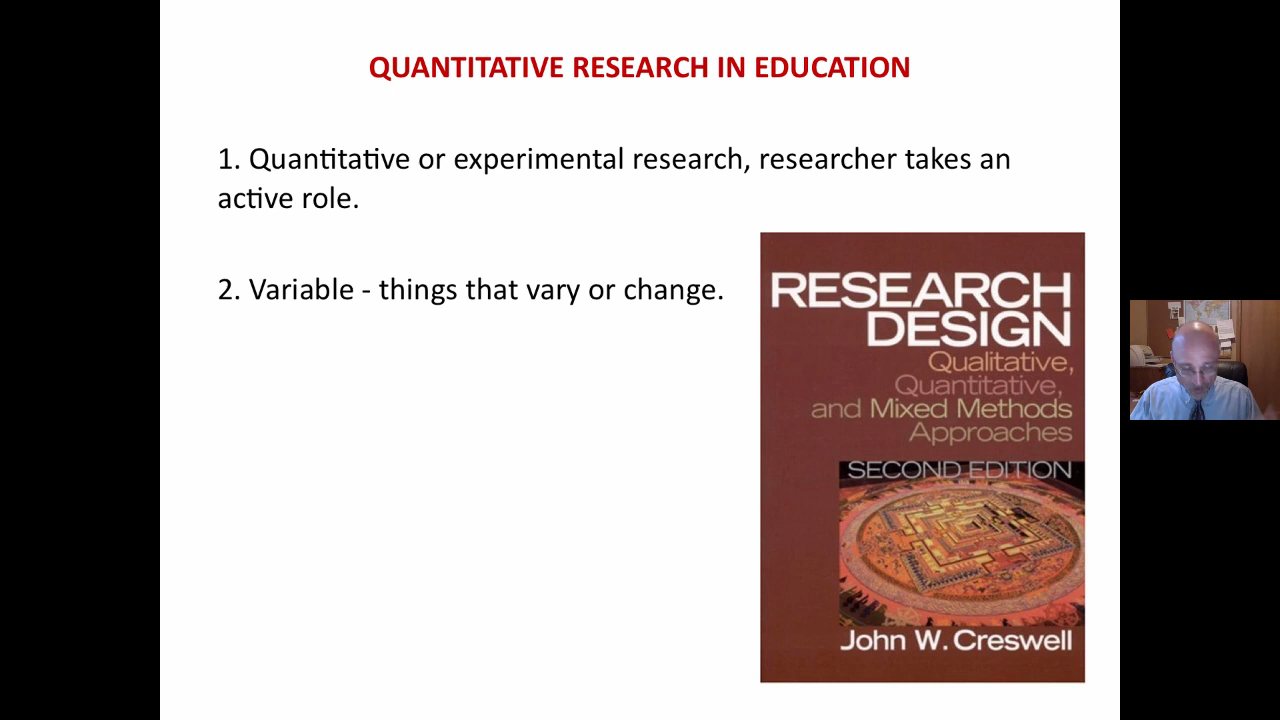 QUANTITATIVE RESEARCH IN EDUCATION
1. Quantitative or experimental research, researcher takes an
active role.
2. Variable - things that vary or change.
RESEARCH
DESIGN
Qualitative,
Quantitative,
and Mixed Methods
Approaches
SECOND EDITION
John W. Creswell